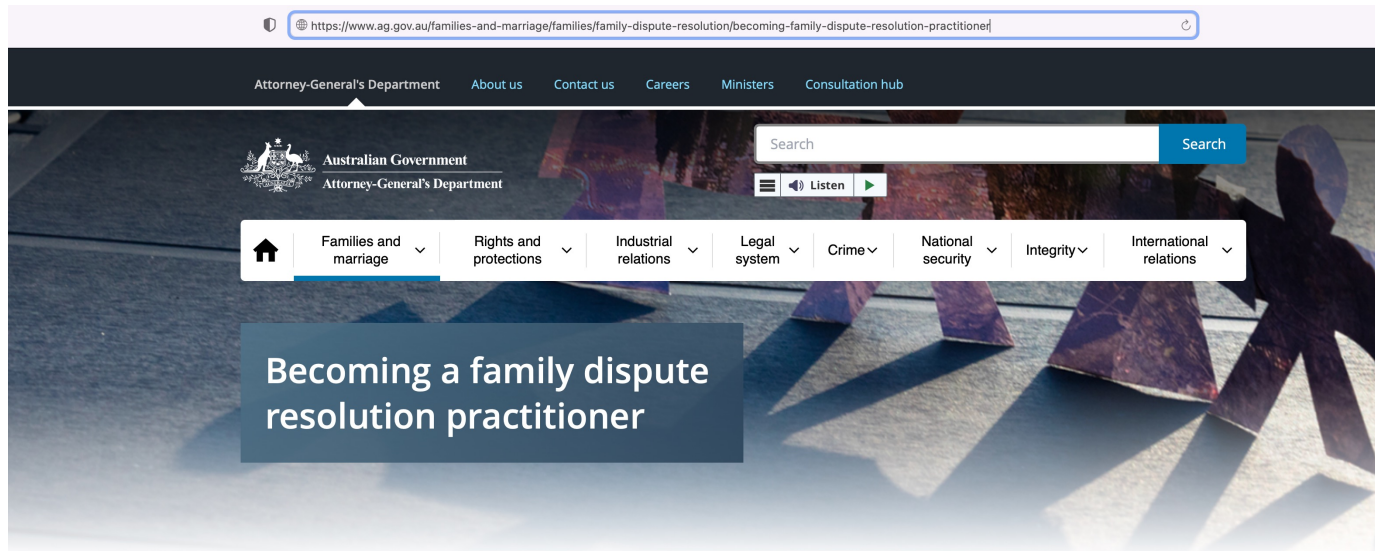 https://www.ag.gov.au/families-and-marriage/families/family-dispute-resolution/becoming-family-dispute-resolution-practitioner
Attorney-General's Department About us Contact us Careers Ministers Consultation hub
Australian Government
Attorney-General's Department
Search Search
Listen
Families and marriage Rights and protections Industrial relations Legal system Crime National security Integrity International relations
Becoming a family dispute
resolution practitioner